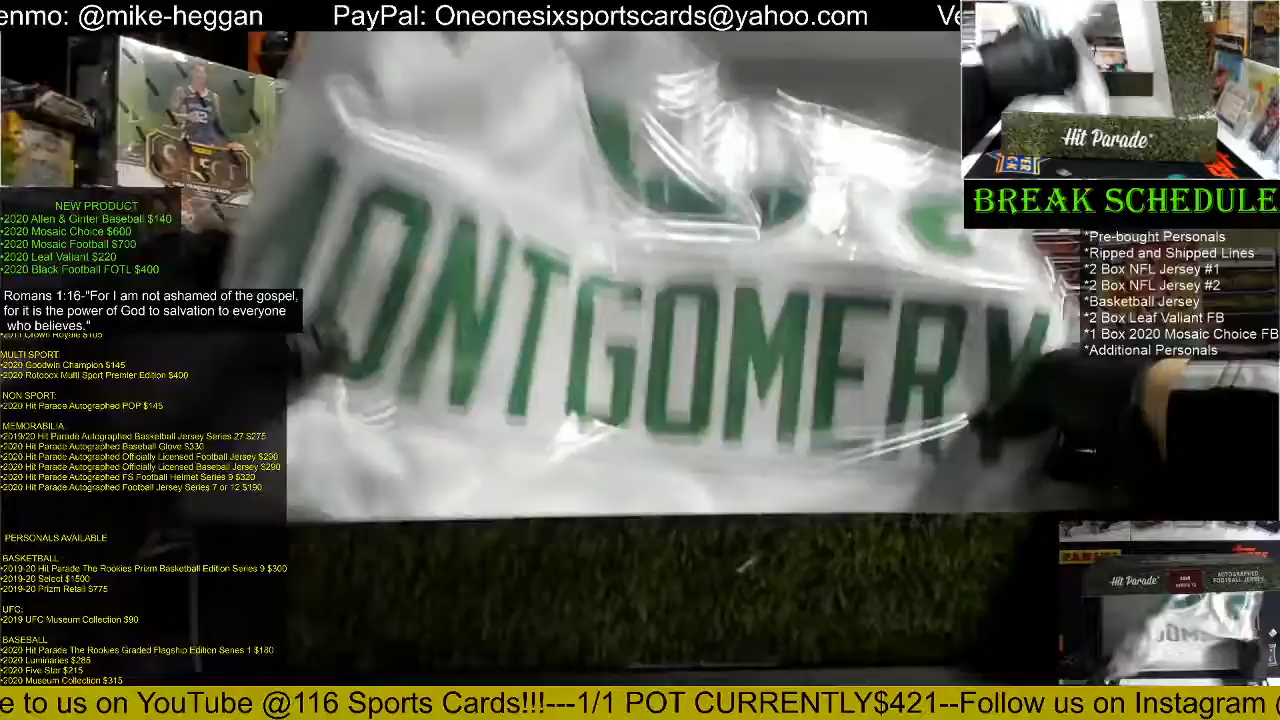 enmo: @mike-heggan PayPal: Oneonesixsportscards@yahoo.com Ve
SELECT
NEW PRODUCT
•2020 Allen & Ginter Baseball $140
•2020 Mosaic Choice $600
•2020 Mosaic Football $700
•2020 Leaf Valiant $220
•2020 Black Football FOTL $400
Romans 1:16-"For I am not ashamed of the gospel,
for it is the power of God to salvation to everyone
who believes."
MULTI SPORT:
•2020 Goodwin Champion $145
•2020 Rotobox Multi Sport Premier Edition $400
NON SPORT:
•2020 Hit Parade Autographed POP $145
MEMORABILIA
•2019/20 Hit Parade Autographed Basketball Jersey Series 27 $275
•2020 Hit Parade Autographed Baseball Glove $330
•2020 Hit Parade Autographed Officially Licensed Football Jersey $290
•2020 Hit Parade Autographed Officially Licensed Baseball Jersey $290
•2020 Hit Parade Autographed FS Football Helmet Series 9 $320
•2020 Hit Parade Autographed Football Jersey Series 7 or 12 $190
PERSONALS AVAILABLE
BASKETBALL
•2019-20 Hit Parade The Rookies Prizm Basketball Edition Series 9 $300
•2019-20 Select $1500
•2019-20 Prizm Retail $775
UFC:
•2019 UFC Museum Collection $90
BASEBALL
•2020 Hit Parade The Rookies Graded Flagship Edition Series 1 $180
•2020 Luminaries $285
•2020 Five Star $215
•2020 Museum Collection $315
ONTGOMERY
Hit Parade
BREAK SCHEDULE
*Pre-bought Personals
*Ripped and Shipped Lines
*2 Box NFL Jersey #1
*2 Box NFL Jersey #2
*Basketball Jersey
*2 Box Leaf Valiant FB
*1 Box 2020 Mosaic Choice FB
*Additional Personals
Hit Parade
AUTOGRAPHED
FOOTBALL JERSEY
e to us on YouTube @116 Sports Cards!!!---1/1 POT CURRENTLY$421--Follow us on Instagram (